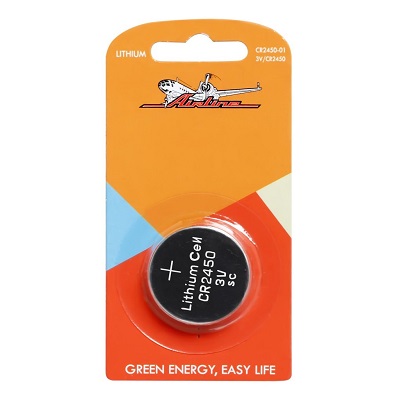 LITHIUM
CR2450-01
3V/CR2450
Airline
+
Lithium Cell
CR2450
3V
SC
GREEN ENERGY, EASY LIFE